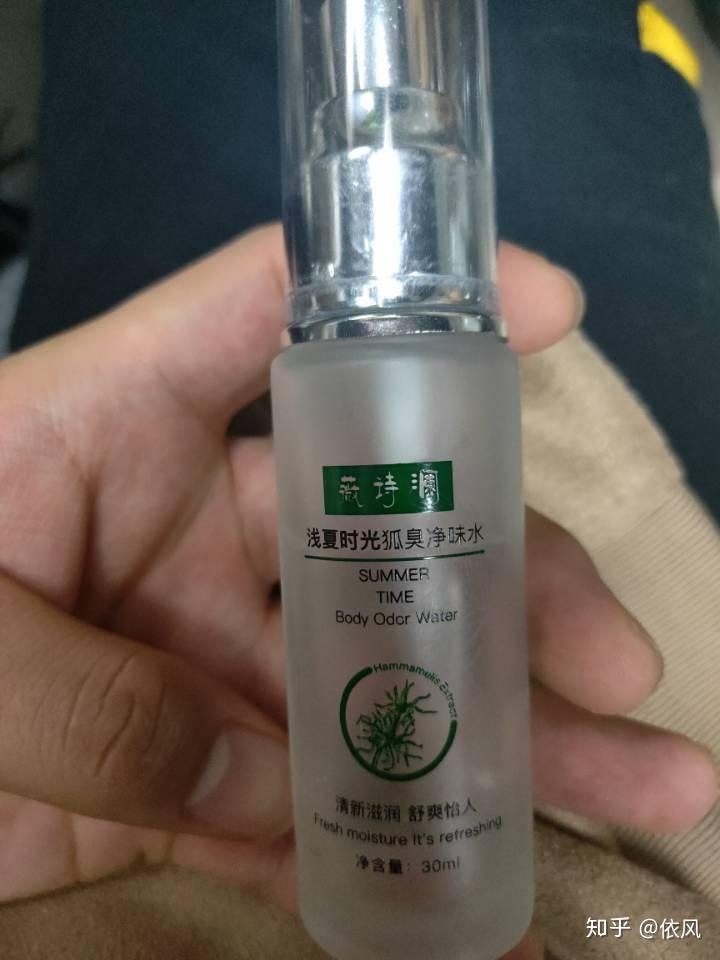 薇诗澜
浅夏时光狐臭净味水
SUMMER
TIME
Body Odor Water
Hammamelis Extract
清新滋润 舒爽怡人
Fresh moisture It's refreshing
净含量：30ml
知乎 @依风